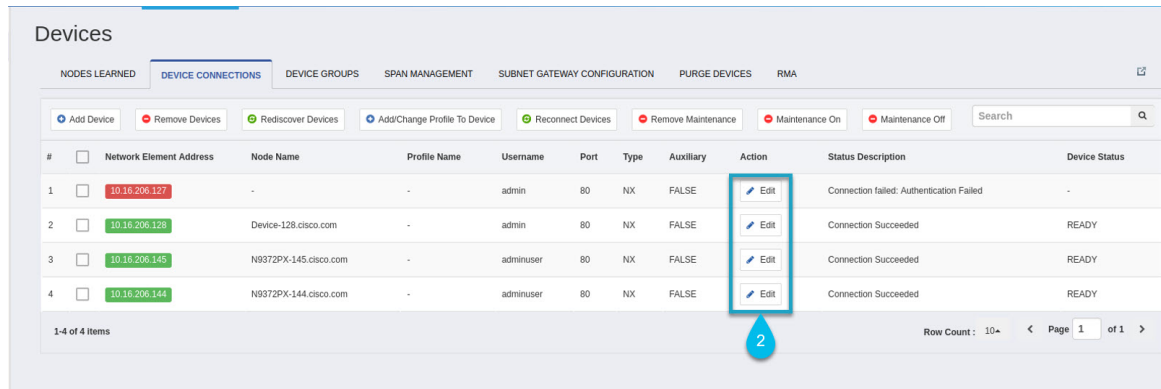 Devices
NODES LEARNED DEVICE CONNECTIONS DEVICE GROUPS SPAN MANAGEMENT SUBNET GATEWAY CONFIGURATION PURGE DEVICES RMA
Add Device Remove Devices Rediscover Devices Add/Change Profile To Device Reconnect Devices Remove Maintenance Maintenance On Maintenance Off Search
# Network Element Address Node Name Profile Name Username Port Type Auxiliary Action Status Description Device Status
1 10.16.206.127 - - admin 80 NX FALSE Edit Connection failed: Authentication Failed -
2 10.16.206.128 Device-128.cisco.com - admin 80 NX FALSE Edit Connection Succeeded READY
3 10.16.206.145 N9372PX-145.cisco.com - adminuser 80 NX FALSE Edit Connection Succeeded READY
4 10.16.206.144 N9372PX-144.cisco.com - adminuser 80 NX FALSE Edit Connection Succeeded READY
1-4 of 4 items Row Count : 10 Page 1 of 1
2